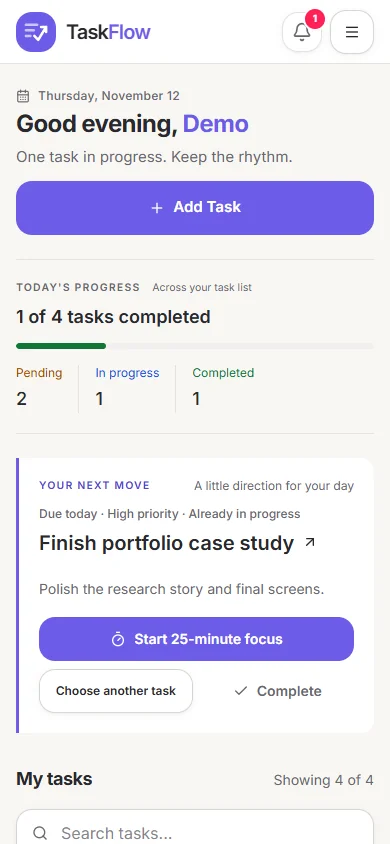 TaskFlow
1
Thursday, November 12
Good evening, Demo
One task in progress. Keep the rhythm.
+ Add Task
TODAY'S PROGRESS Across your task list
1 of 4 tasks completed
Pending In progress Completed
2 1 1
YOUR NEXT MOVE A little direction for your day
Due today · High priority · Already in progress
Finish portfolio case study
Polish the research story and final screens.
Start 25-minute focus
Choose another task Complete
My tasks Showing 4 of 4
Search tasks...